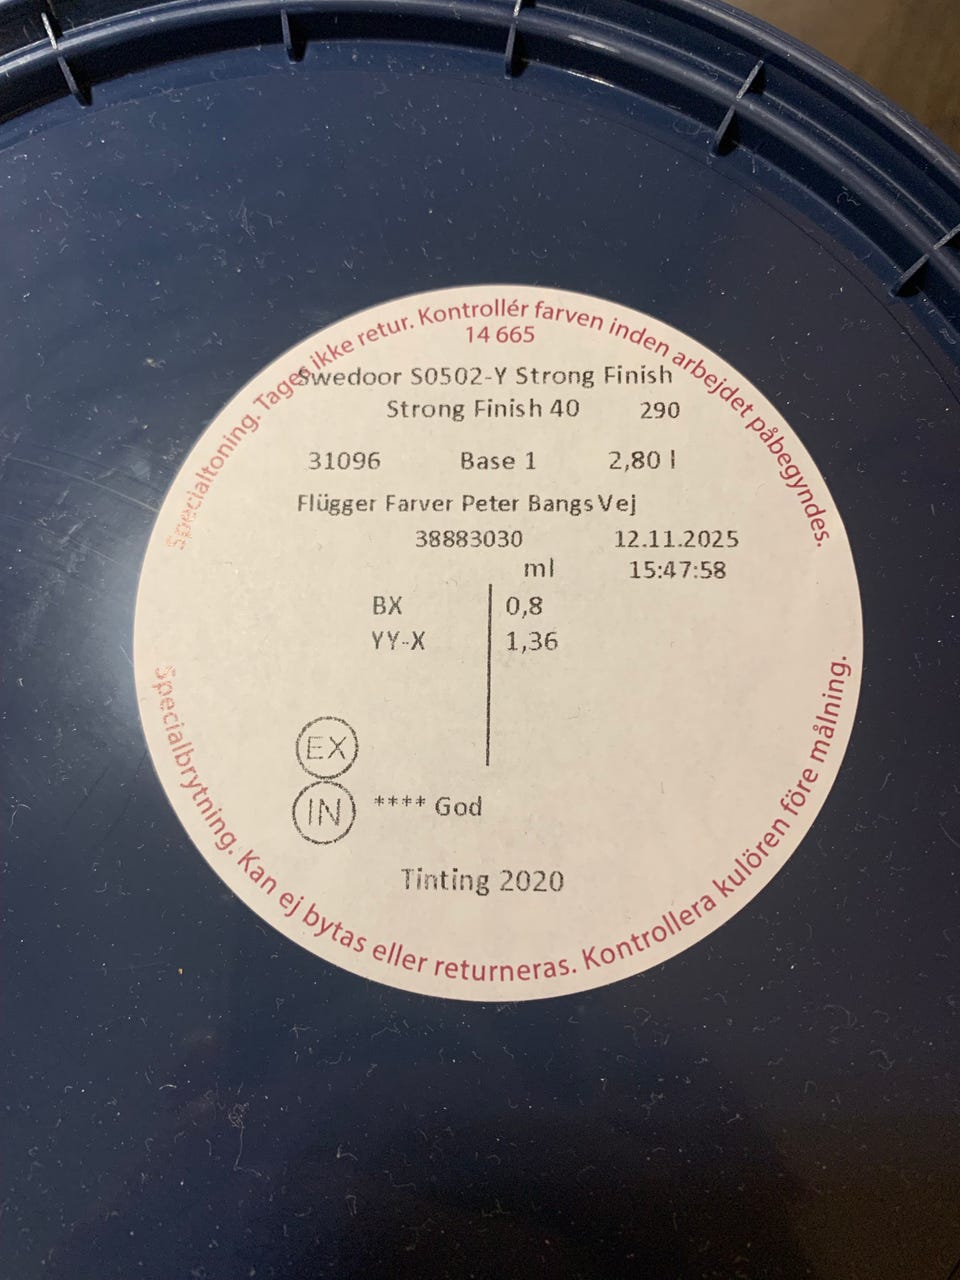 Specialtoning. Tages ikke retur. Kontrollér farven inden arbejdet påbegyndes.
14 665
Swedoor S0502-Y Strong Finish
Strong Finish 40 290
31096 Base 1 2,80 l
Flügger Farver Peter Bangs Vej
38883030 12.11.2025
ml 15:47:58
BX 0,8
YY-X 1,36
EX
IN **** God
Tinting 2020
Specialbrytning. Kan ej bytas eller returneras. Kontrollera kulören före målning.